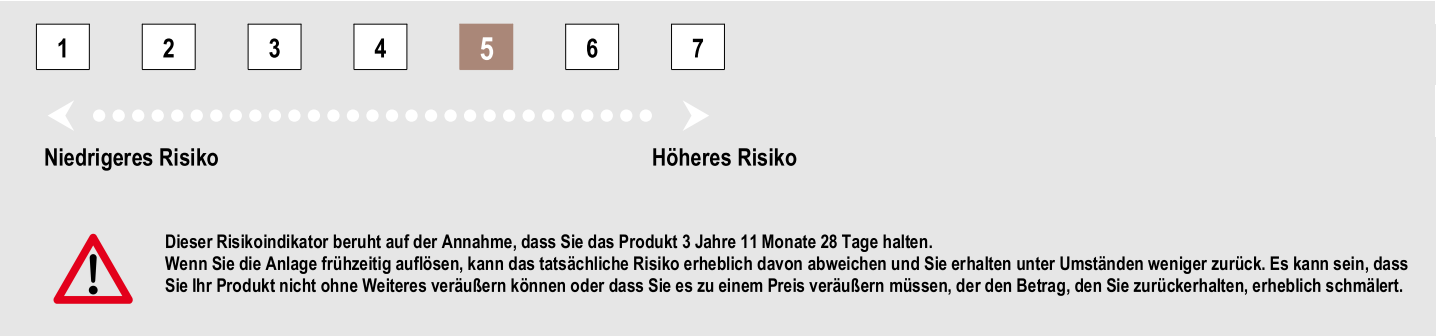 1 2 3 4 5 6 7
Niedrigeres Risiko Höheres Risiko
Dieser Risikoindikator beruht auf der Annahme, dass Sie das Produkt 3 Jahre 11 Monate 28 Tage halten.
Wenn Sie die Anlage frühzeitig auflösen, kann das tatsächliche Risiko erheblich davon abweichen und Sie erhalten unter Umständen weniger zurück. Es kann sein, dass
Sie Ihr Produkt nicht ohne Weiteres veräußern können oder dass Sie es zu einem Preis veräußern müssen, der den Betrag, den Sie zurückerhalten, erheblich schmälert.